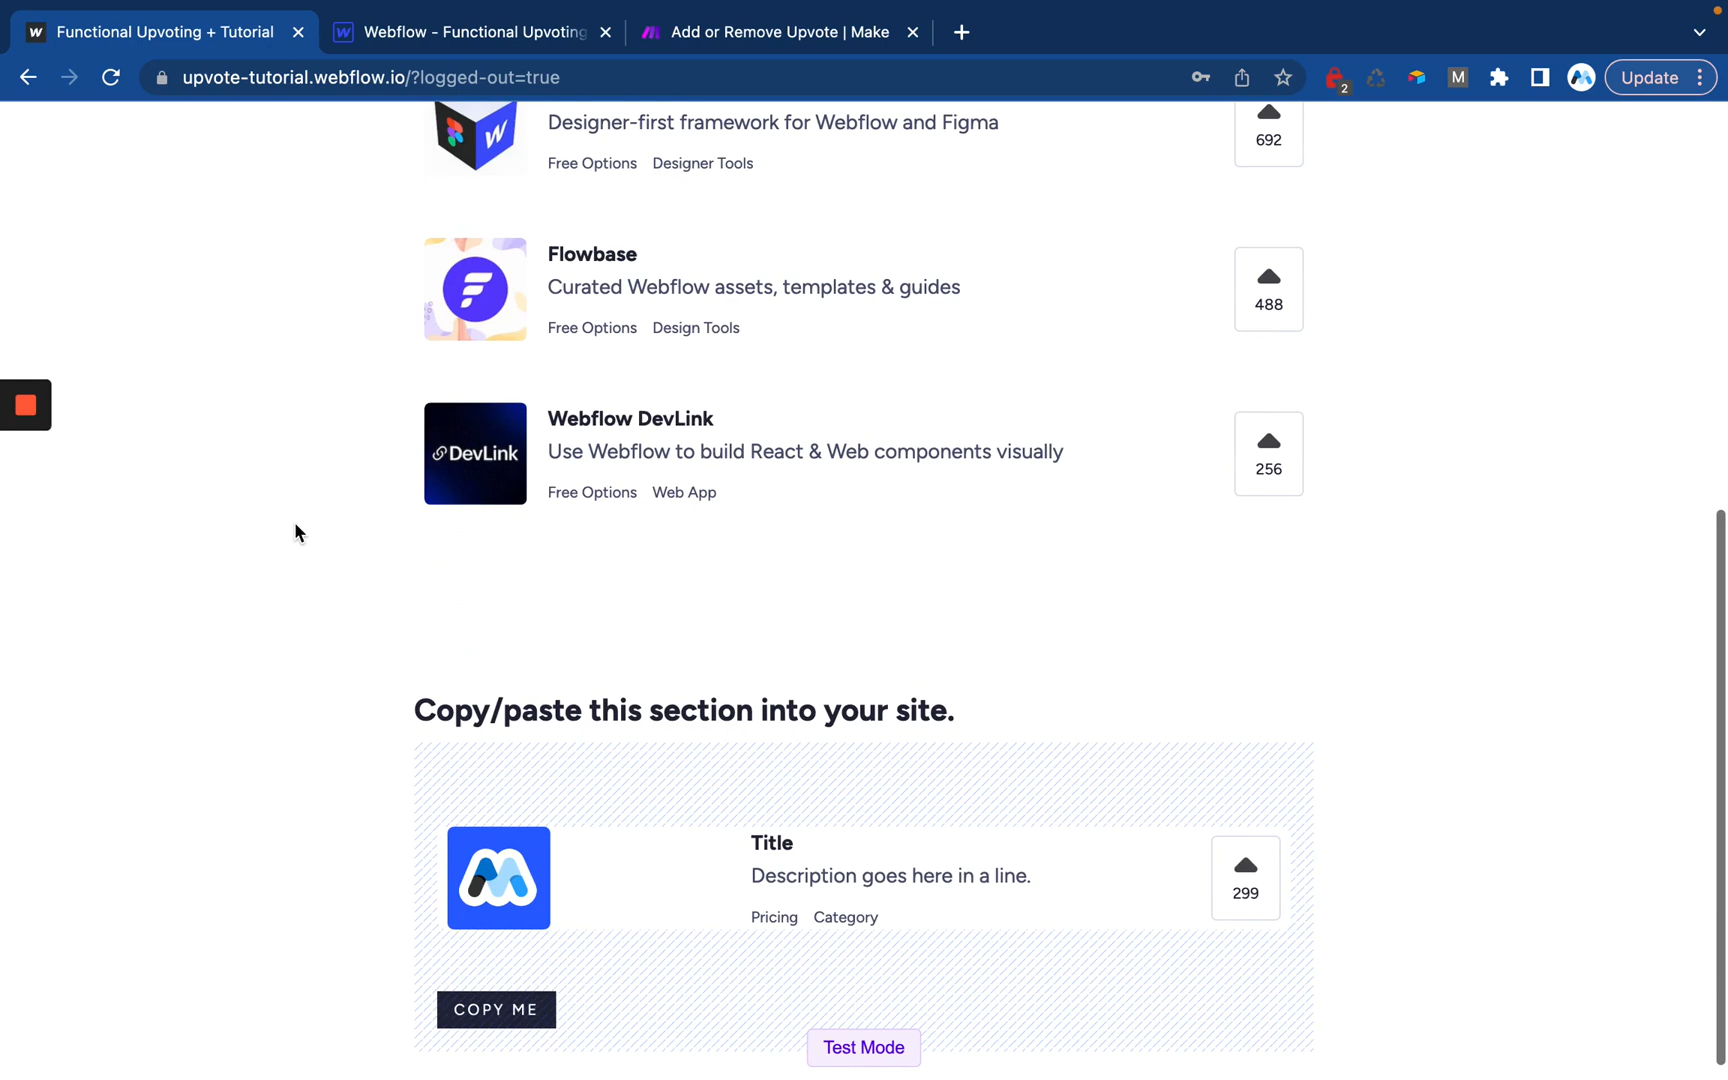 Functional Upvoting + Tutorial
Webflow - Functional Upvoting
Add or Remove Upvote | Make
upvote-tutorial.webflow.io/?logged-out=true
2
M
Update
Designer-first framework for Webflow and Figma
692
Free Options Designer Tools
Flowbase
Curated Webflow assets, templates & guides
488
Free Options Design Tools
Webflow DevLink
DevLink
Use Webflow to build React & Web components visually
256
Free Options Web App
Copy/paste this section into your site.
Title
Description goes here in a line.
299
Pricing Category
COPY ME
Test Mode